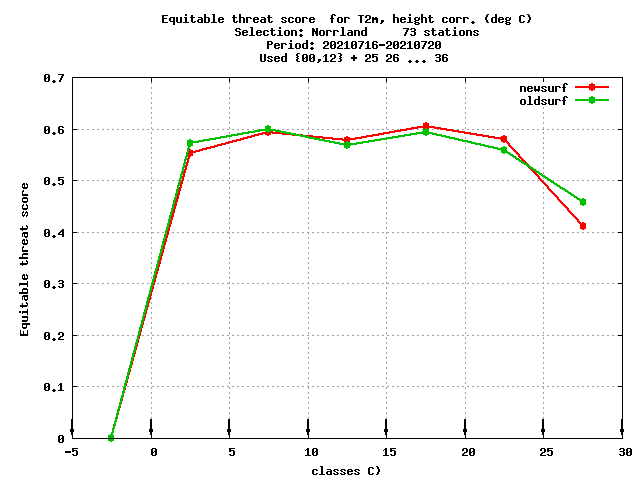 Equitable threat score  for T2m, height corr. (deg C)
Selection: Norrland     73 stations
Period: 20210716-20210720
Used {00,12} + 25 26 ... 36
newsurf
oldsurf
Equitable threat score
0.7
0.6
0.5
0.4
0.3
0.2
0.1
0
-5 0 5 10 15 20 25 30
classes C)